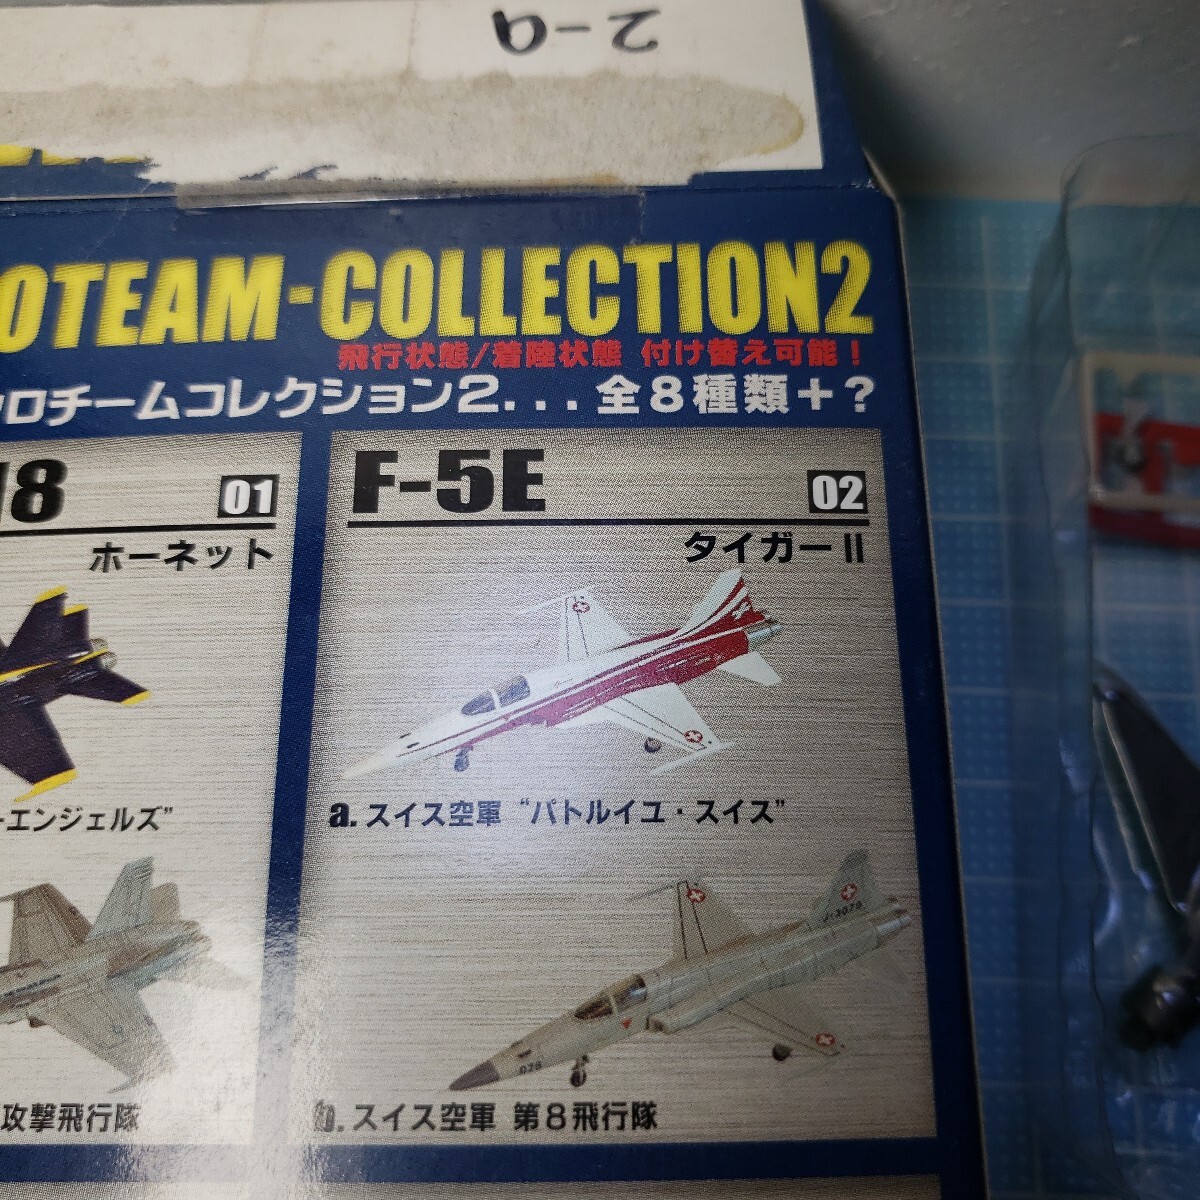 2-a
OTEAM-COLLECTION2
飛行状態/着陸状態 付け替え可能！
ロチームコレクション2...全8種類+?
18
01
ホーネット
F-5E
02
タイガーII
ーエンジェルズ”
a. スイス空軍 “パトルイユ・スイス”
J-3079
079
攻撃飛行隊
b. スイス空軍 第8飛行隊